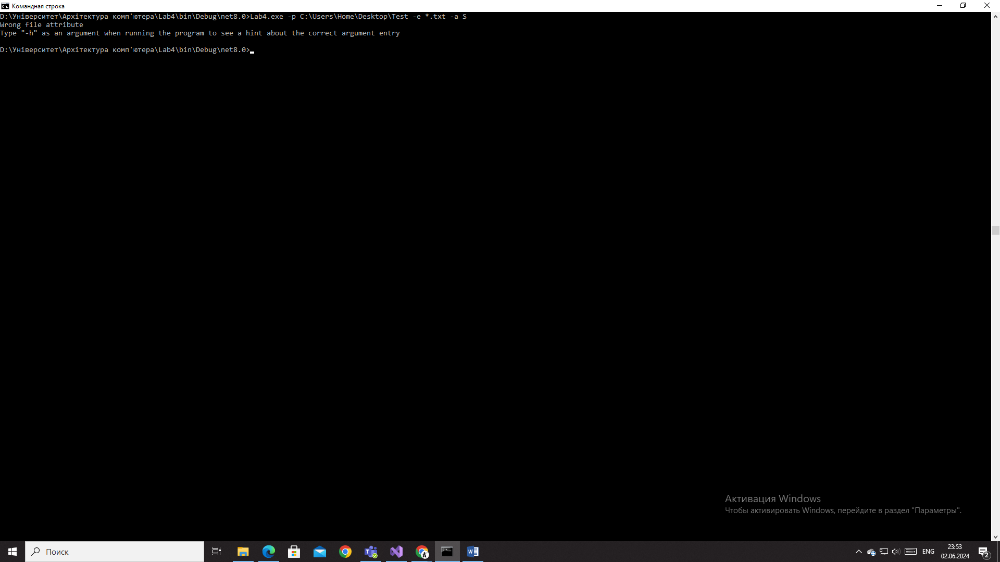 Командная строка
D:\Університет\Архітектура комп'ютера\Lab4\bin\Debug\net8.0>Lab4.exe -p C:\Users\Home\Desktop\Test -e *.txt -a S
Wrong file attribute
Type "-h" as an argument when running the program to see a hint about the correct argument entry
D:\Університет\Архітектура комп'ютера\Lab4\bin\Debug\net8.0>
Активация Windows
Чтобы активировать Windows, перейдите в раздел "Параметры".
Поиск
ENG
23:53
02.06.2024
2